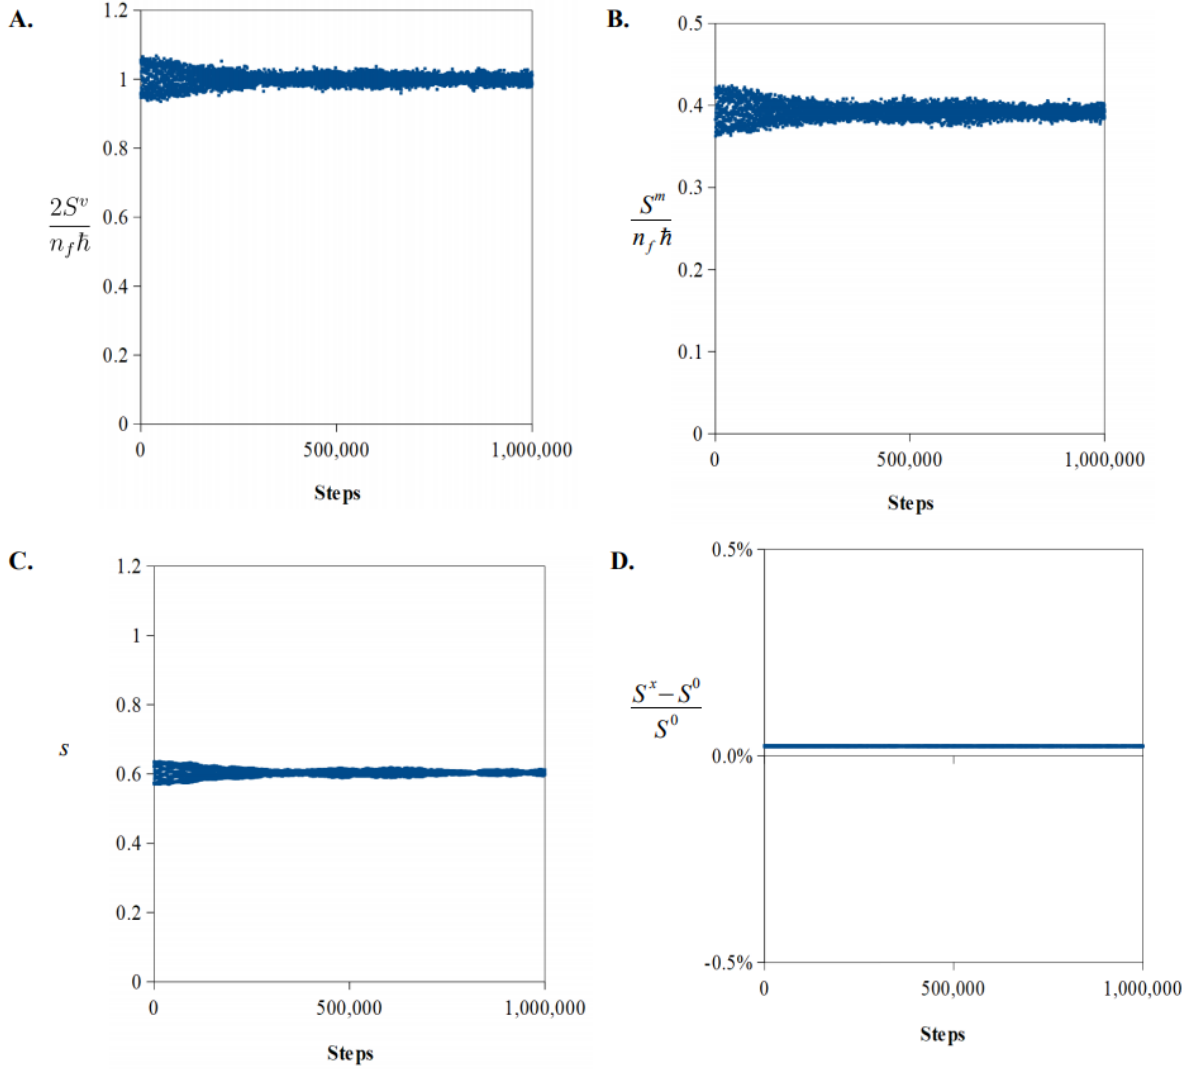 A.
1.2
1
0.8
0.6
0.4
0.2
0
2S^v
n_f ħ
0
500,000
1,000,000
Steps
B.
0.5
0.4
0.3
0.2
0.1
0
S^m
n_f ħ
0
500,000
1,000,000
Steps
C.
1.2
1
0.8
0.6
0.4
0.2
0
s
0
500,000
1,000,000
Steps
D.
0.5%
0.0%
-0.5%
S^x – S^0
S^0
0
500,000
1,000,000
Steps